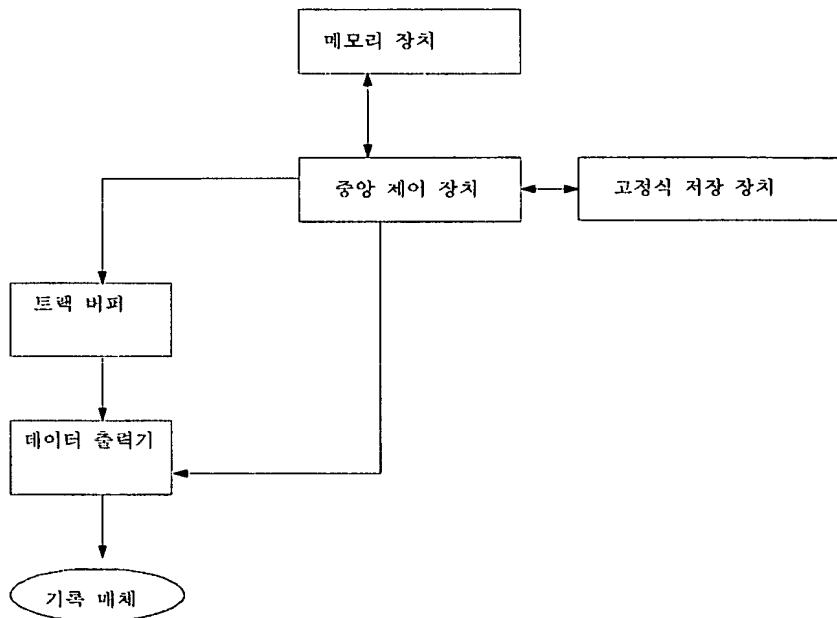 메모리 장치
중앙 제어 장치
고정식 저장 장치
트랙 버퍼
데이터 출력기
기록 매체